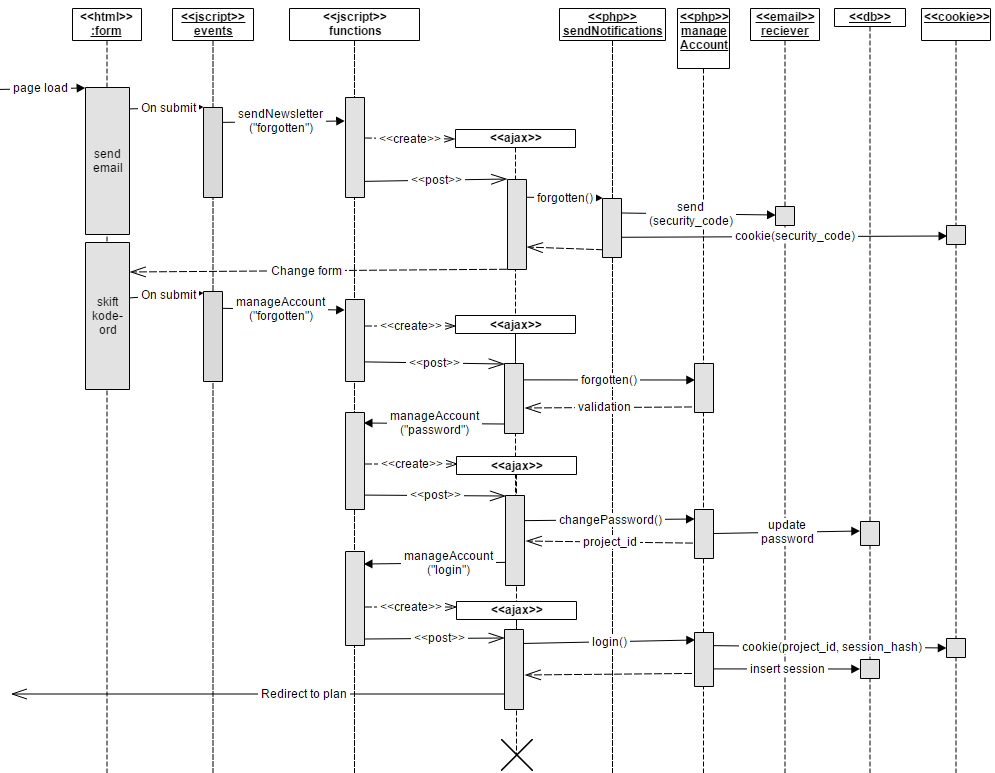 <<html>>
:form
<<jscript>>
events
<<jscript>>
functions
<<php>>
sendNotifications
<<php>>
manage
Account
<<email>>
reciever
<<db>>
<<cookie>>
page load
On submit
sendNewsletter
("forgotten")
<<create>>
<<ajax>>
send
email
<<post>>
forgotten()
send
(security_code)
cookie(security_code)
Change form
On submit
skift
kode-
ord
manageAccount
("forgotten")
<<create>>
<<ajax>>
<<post>>
forgotten()
validation
manageAccount
("password")
<<create>>
<<ajax>>
<<post>>
changePassword()
update
password
project_id
manageAccount
("login")
<<create>>
<<ajax>>
<<post>>
login()
cookie(project_id, session_hash)
insert session
Redirect to plan